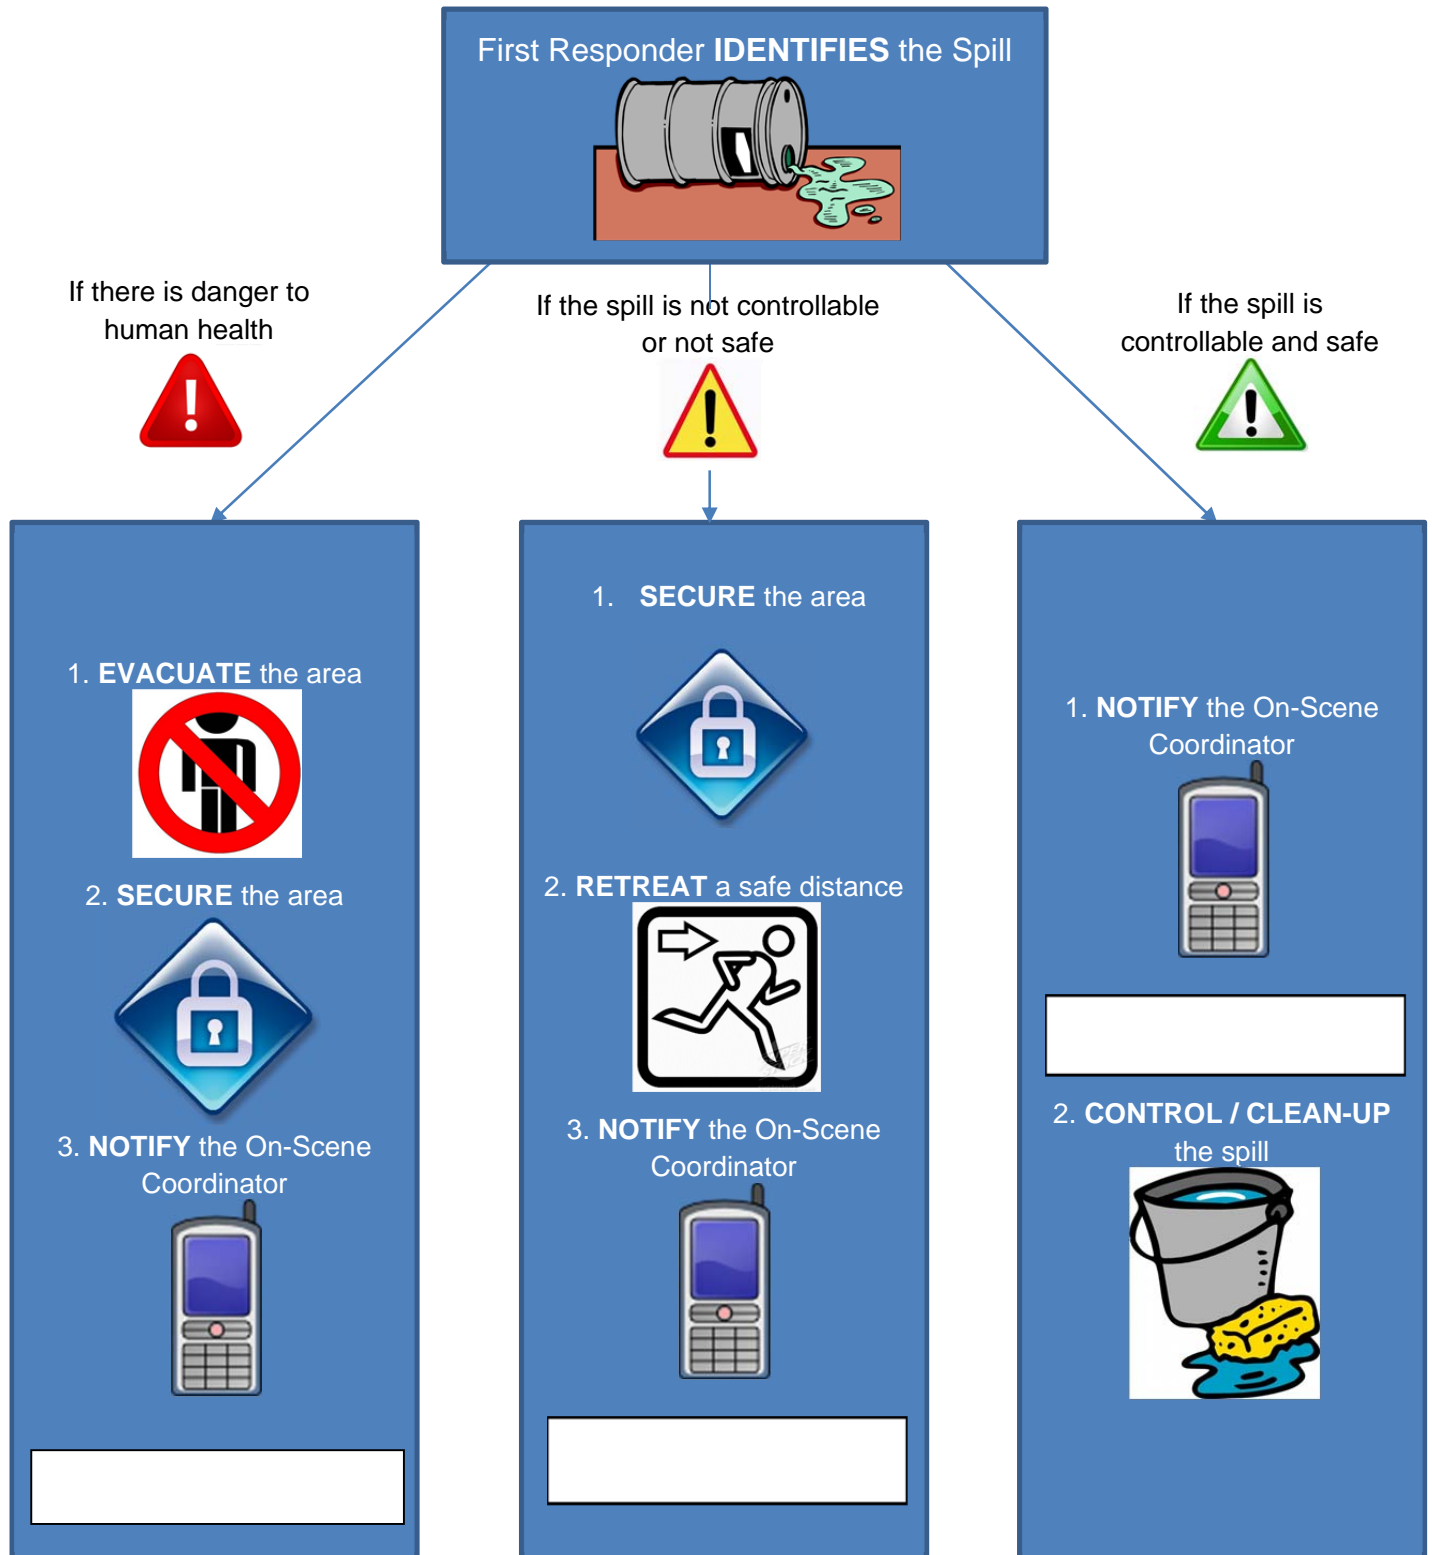 First Responder IDENTIFIES the Spill
If there is danger to
human health
If the spill is not controllable
or not safe
If the spill is
controllable and safe
1. EVACUATE the area
2. SECURE the area
3. NOTIFY the On-Scene
Coordinator
1. SECURE the area
2. RETREAT a safe distance
3. NOTIFY the On-Scene
Coordinator
1. NOTIFY the On-Scene
Coordinator
2. CONTROL / CLEAN-UP
the spill